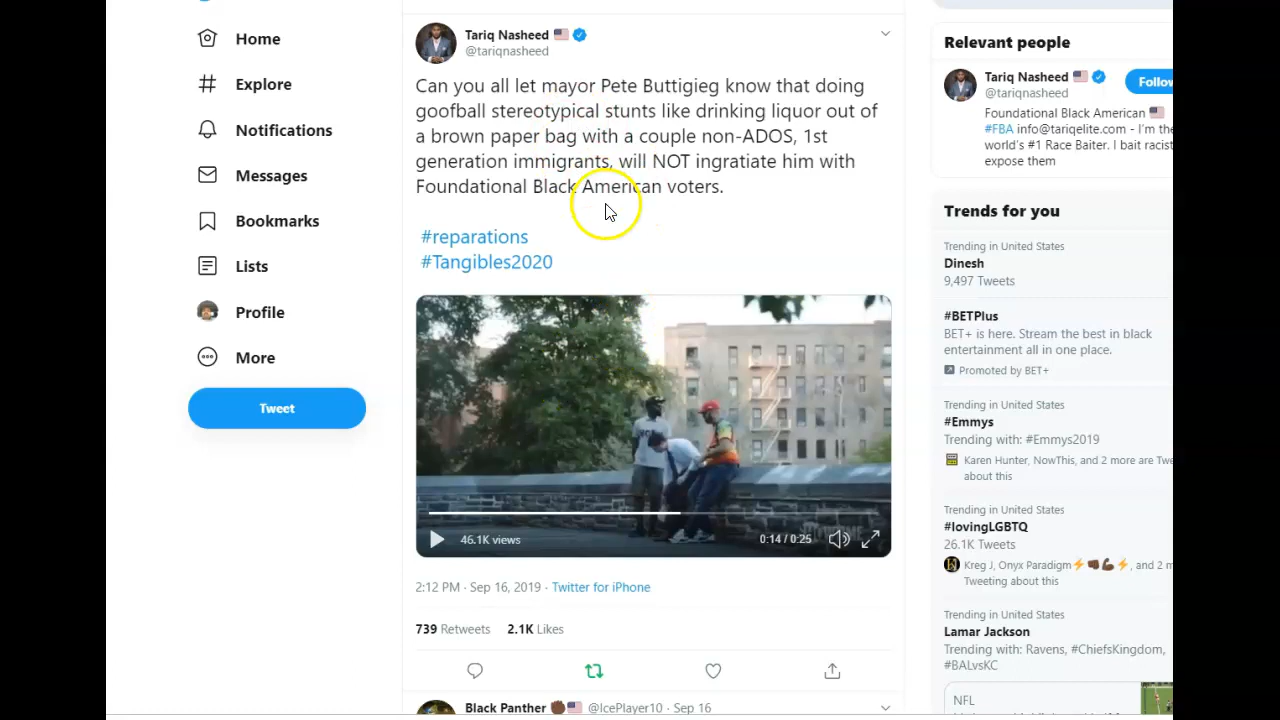 Home
Explore
Notifications
Messages
Bookmarks
Lists
Profile
More
Tweet
Tariq Nasheed
@tariqnasheed
Can you all let mayor Pete Buttigieg know that doing
goofball stereotypical stunts like drinking liquor out of
a brown paper bag with a couple non-ADOS, 1st
generation immigrants, will NOT ingratiate him with
Foundational Black American voters.
#reparations
#Tangibles2020
SHOWTIME
46.1K views
0:14 / 0:25
2:12 PM · Sep 16, 2019 · Twitter for iPhone
739 Retweets 2.1K Likes
Black Panther @IcePlayer10 · Sep 16
Relevant people
Tariq Nasheed
@tariqnasheed
Follow
Foundational Black American
#FBA info@tariqelite.com - I'm the
world's #1 Race Baiter. I bait racist
expose them
Trends for you
Trending in United States
Dinesh
9,497 Tweets
#BETPlus
BET+ is here. Stream the best in black
entertainment all in one place.
Promoted by BET+
Trending in United States
#Emmys
Trending with: #Emmys2019
Karen Hunter, NowThis, and 2 more are Twe
about this
Trending in United States
#lovingLGBTQ
26.1K Tweets
Kreg J, Onyx Paradigm⚡, and 2 m
Tweeting about this
Trending in United States
Lamar Jackson
Trending with: Ravens, #ChiefsKingdom,
#BALvsKC
NFL